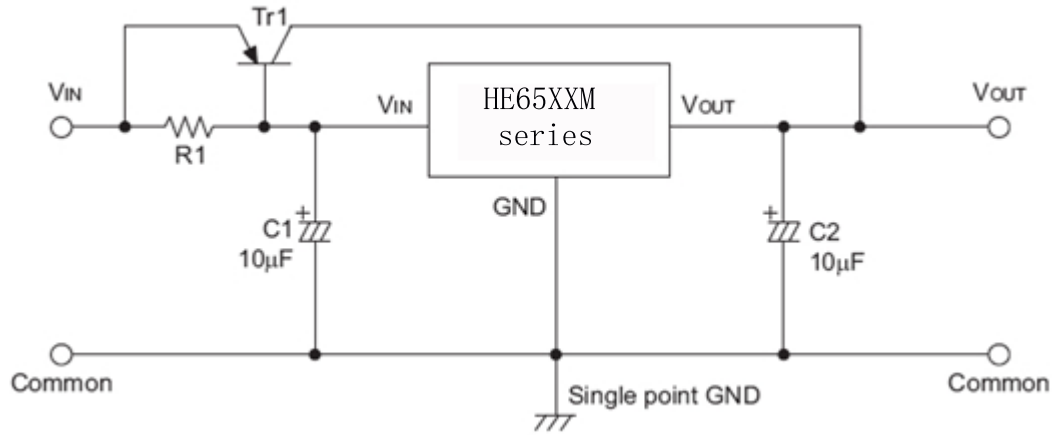 Tr1
VIN
VIN
HE65XXM
series
VOUT
VOUT
R1
GND
+
C1
10μF
+
C2
10μF
Common
Single point GND
Common